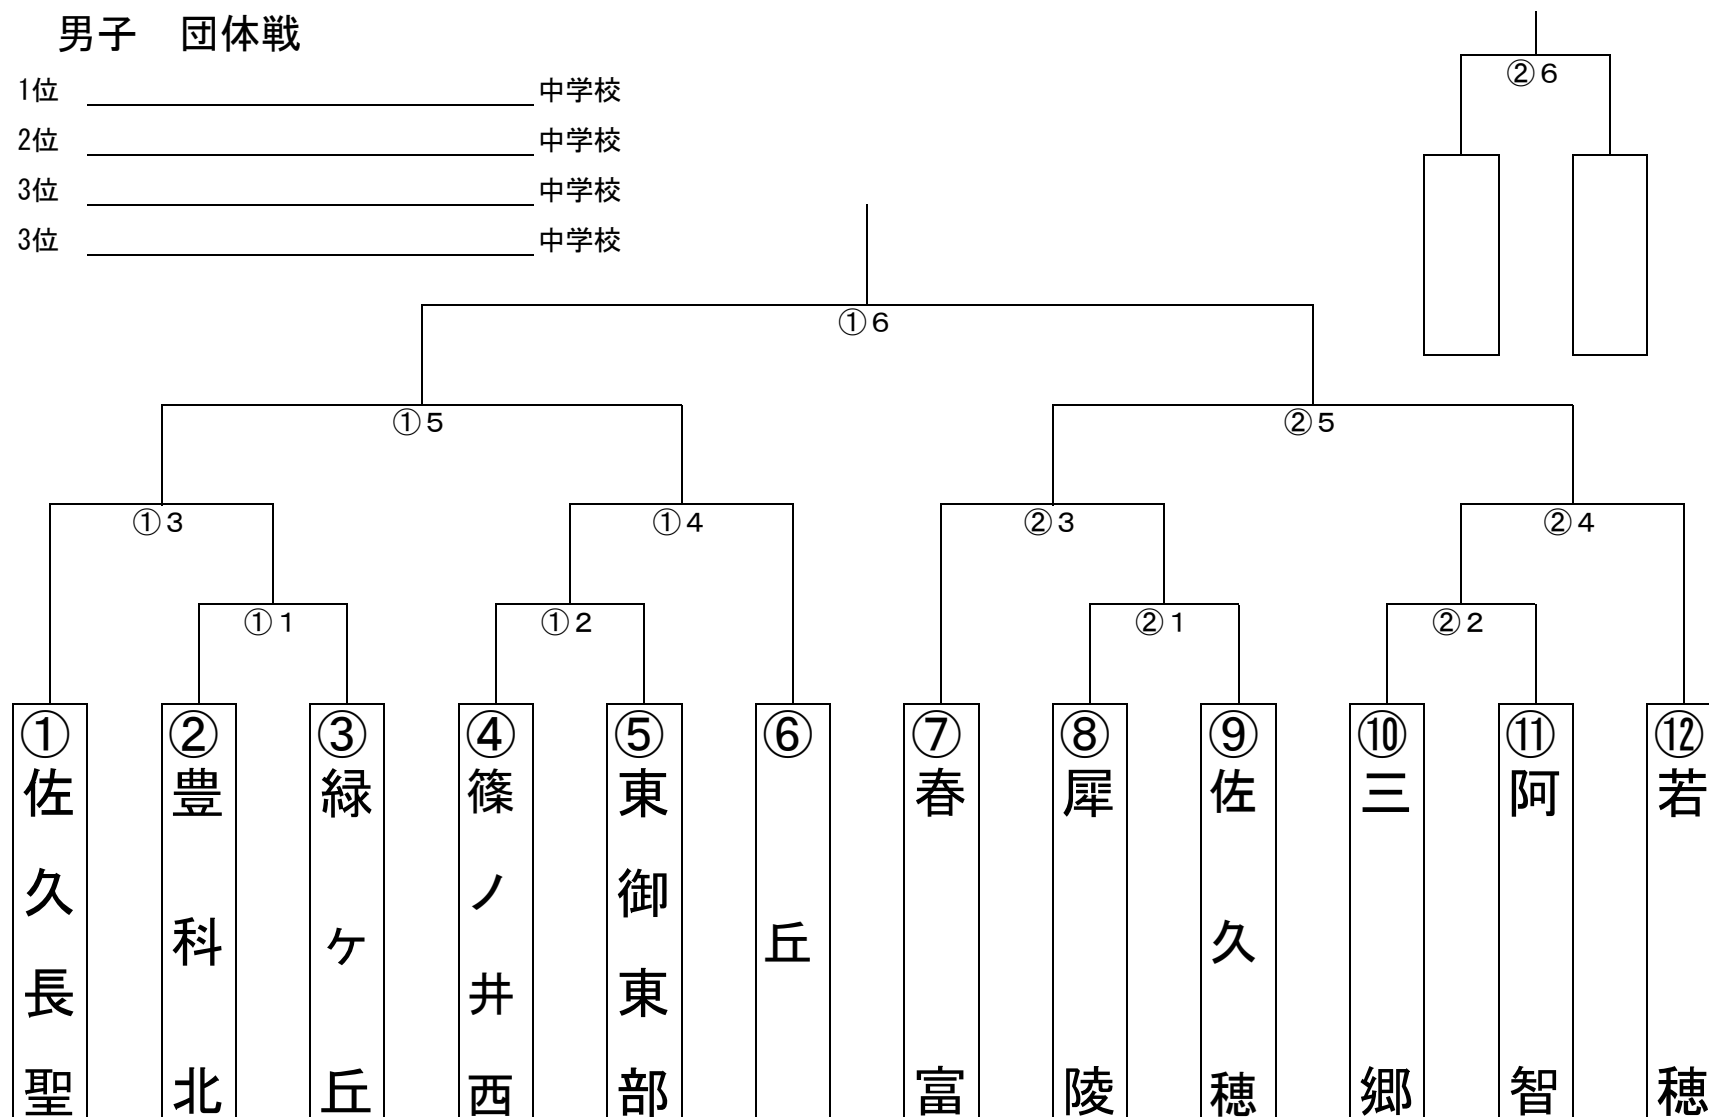 男子　団体戦
1位 中学校
2位 中学校
3位 中学校
3位 中学校
②６
①６
①５
②５
①３
①４
②３
②４
①１
①２
②１
②２
①佐久長聖
②豊科北
③緑ヶ丘
④篠ノ井西
⑤東御東部
⑥丘
⑦春富
⑧犀陵
⑨佐久穂
⑩三郷
⑪阿智
⑫若穂